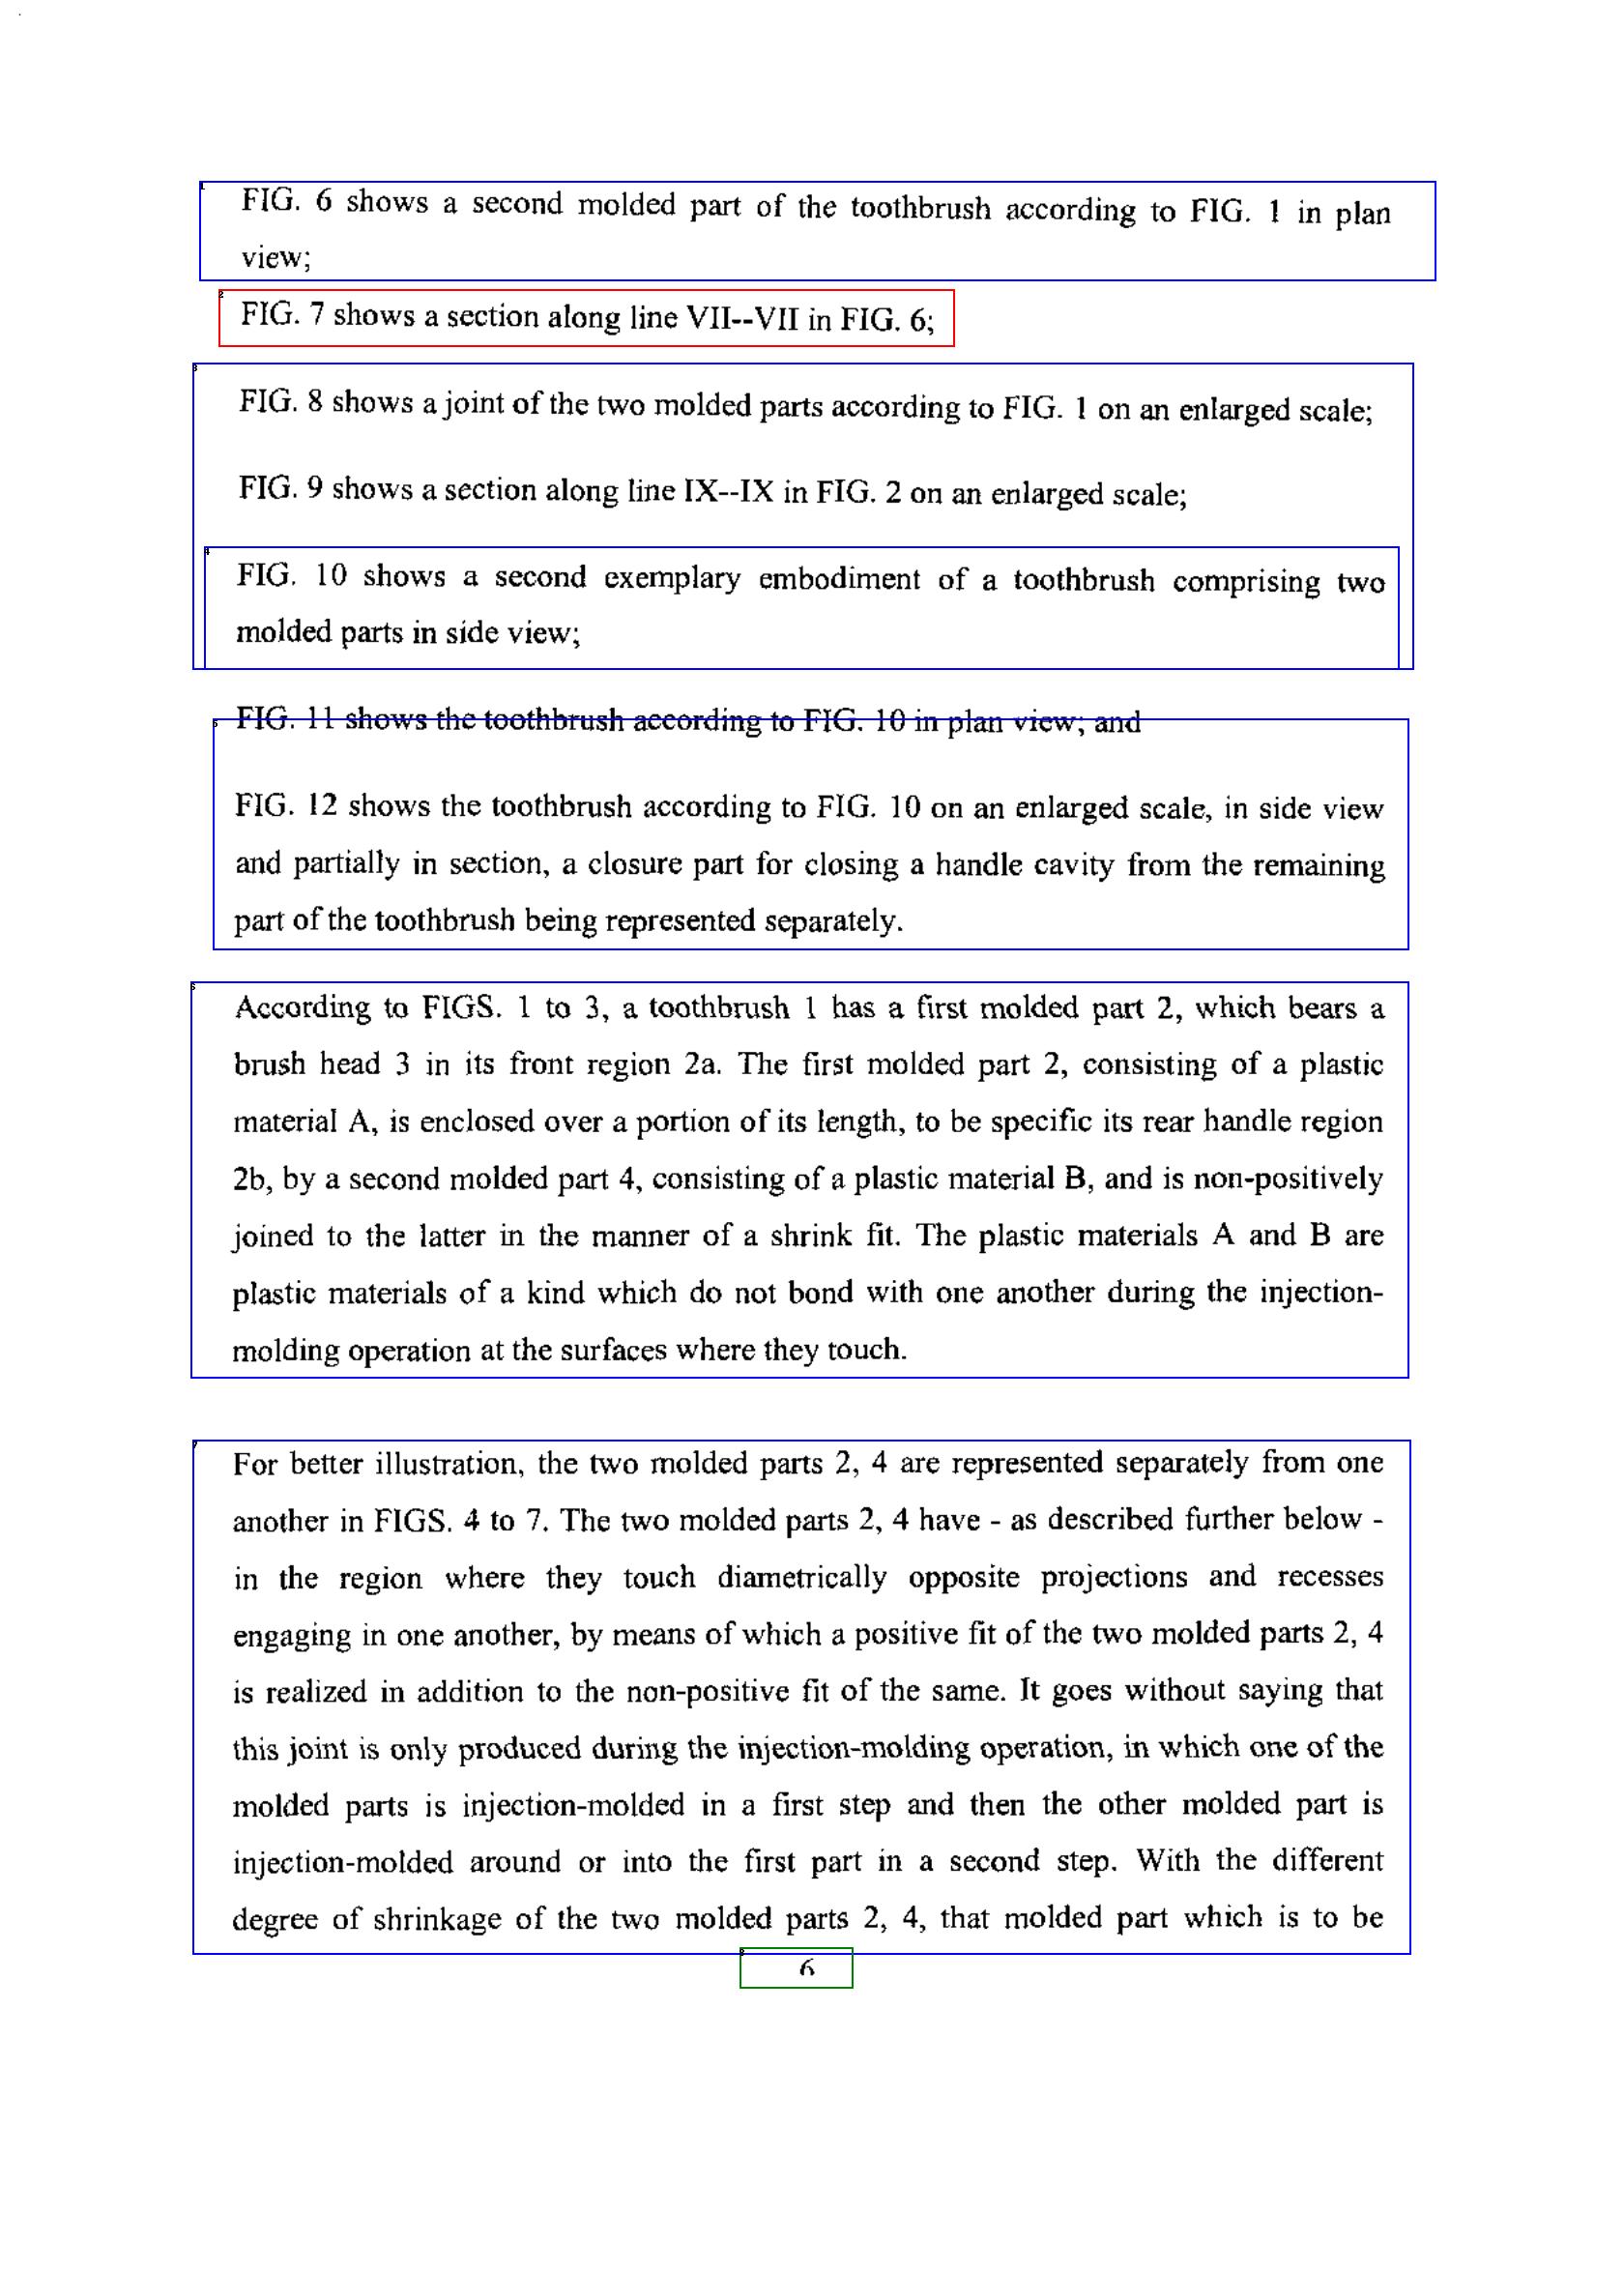 FIG. 6 shows a second molded part of the toothbrush according to FIG. 1 in plan
view;
FIG. 7 shows a section along line VII--VII in FIG. 6;
FIG. 8 shows a joint of the two molded parts according to FIG. 1 on an enlarged scale;
FIG. 9 shows a section along line IX--IX in FIG. 2 on an enlarged scale;
FIG. 10 shows a second exemplary embodiment of a toothbrush comprising two
molded parts in side view;
FIG. 11 shows the toothbrush according to FIG. 10 in plan view; and
FIG. 12 shows the toothbrush according to FIG. 10 on an enlarged scale, in side view
and partially in section, a closure part for closing a handle cavity from the remaining
part of the toothbrush being represented separately.
According to FIGS. 1 to 3, a toothbrush 1 has a first molded part 2, which bears a
brush head 3 in its front region 2a. The first molded part 2, consisting of a plastic
material A, is enclosed over a portion of its length, to be specific its rear handle region
2b, by a second molded part 4, consisting of a plastic material B, and is non-positively
joined to the latter in the manner of a shrink fit. The plastic materials A and B are
plastic materials of a kind which do not bond with one another during the injection-
molding operation at the surfaces where they touch.
For better illustration, the two molded parts 2, 4 are represented separately from one
another in FIGS. 4 to 7. The two molded parts 2, 4 have - as described further below -
in the region where they touch diametrically opposite projections and recesses
engaging in one another, by means of which a positive fit of the two molded parts 2, 4
is realized in addition to the non-positive fit of the same. It goes without saying that
this joint is only produced during the injection-molding operation, in which one of the
molded parts is injection-molded in a first step and then the other molded part is
injection-molded around or into the first part in a second step. With the different
degree of shrinkage of the two molded parts 2, 4, that molded part which is to be
6